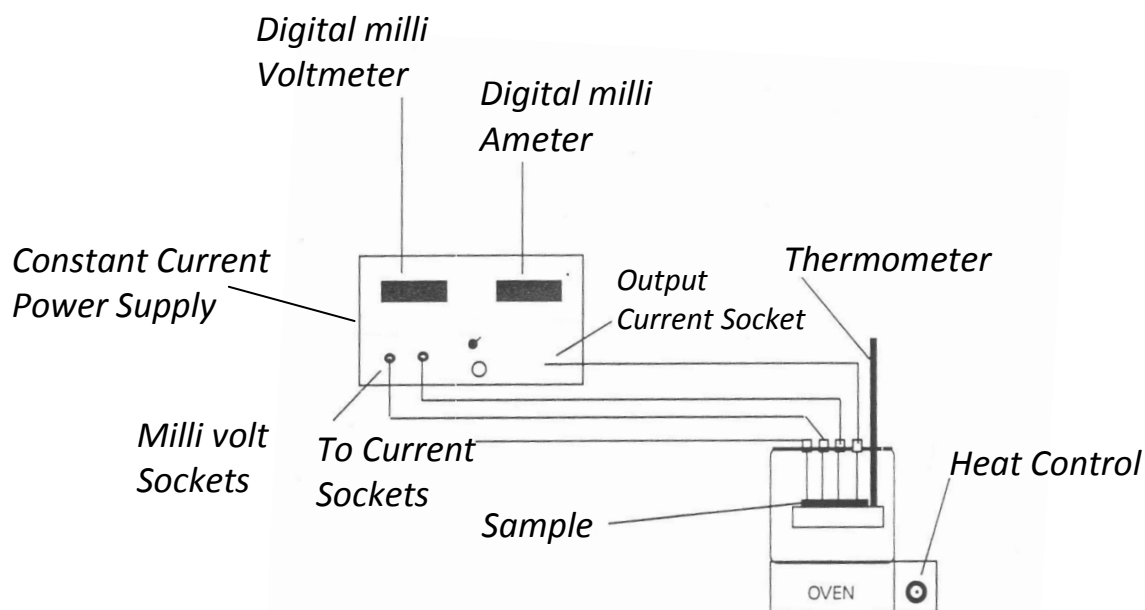 Digital milli
Voltmeter
Digital milli
Ameter
Constant Current
Power Supply
Output
Current Socket
Thermometer
Milli volt
Sockets
To Current
Sockets
Sample
Heat Control
OVEN